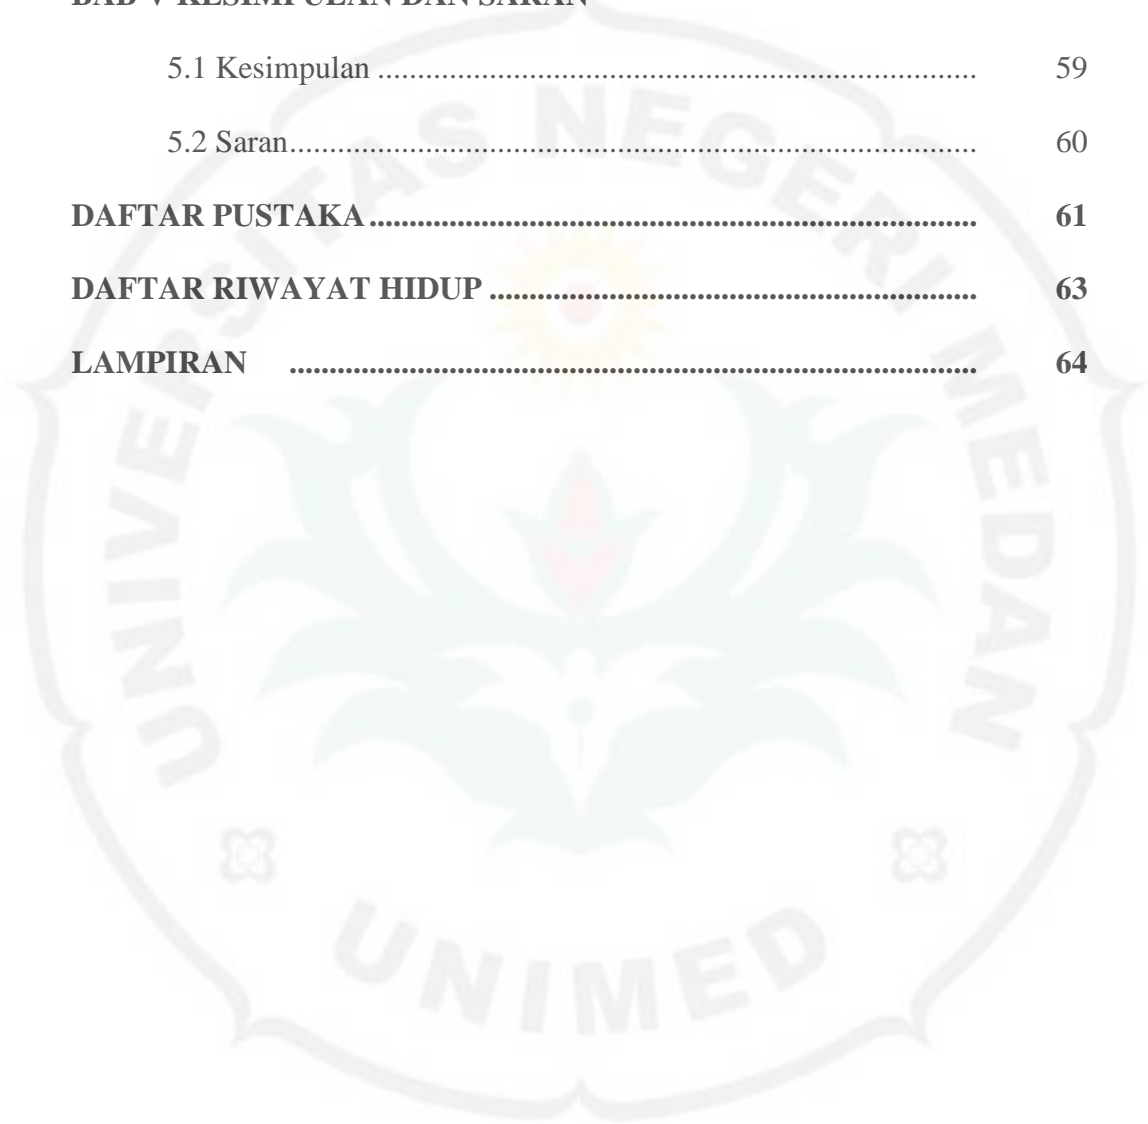 BAB V KESIMPULAN DAN SARAN
5.1 Kesimpulan ........................................................................... 59
5.2 Saran...................................................................................... 60
DAFTAR PUSTAKA............................................................................ 61
DAFTAR RIWAYAT HIDUP ............................................................. 63
LAMPIRAN ...................................................................................... 64
UNIVERSITAS NEGERI MEDAN
UNIMED